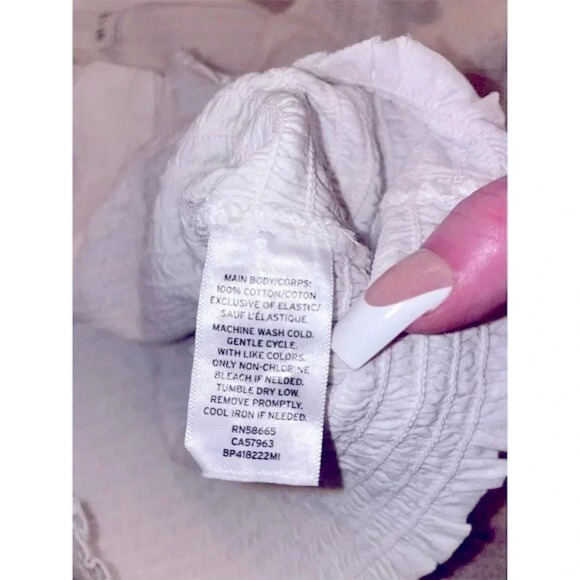 MAIN BODY/CORPS:
100% COTTON/COTON
EXCLUSIVE OF ELASTIC/
SAUF L'ÉLASTIQUE
MACHINE WASH COLD.
GENTLE CYCLE.
WITH LIKE COLORS.
ONLY NON-CHLORINE
BLEACH IF NEEDED.
TUMBLE DRY LOW.
REMOVE PROMPTLY.
COOL IRON IF NEEDED.
RN58665
CA57963
BP418222MI